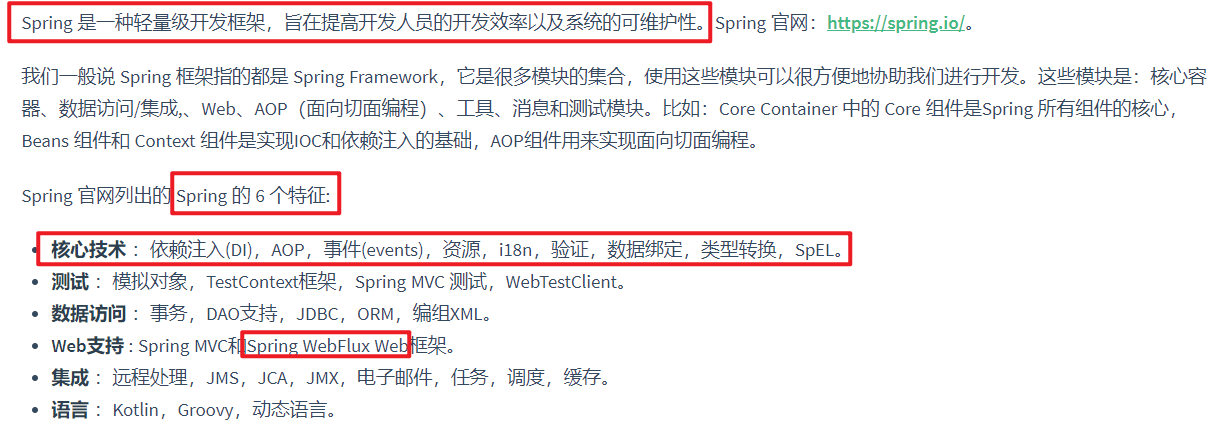 Spring 是一种轻量级开发框架，旨在提高开发人员的开发效率以及系统的可维护性。Spring 官网：https://spring.io/。
我们一般说 Spring 框架指的都是 Spring Framework，它是很多模块的集合，使用这些模块可以很方便地协助我们进行开发。这些模块是：核心容
器、数据访问/集成,、Web、AOP（面向切面编程）、工具、消息和测试模块。比如：Core Container 中的 Core 组件是Spring 所有组件的核心，
Beans 组件和 Context 组件是实现IOC和依赖注入的基础，AOP组件用来实现面向切面编程。
Spring 官网列出的 Spring 的 6 个特征:
• 核心技术 ：依赖注入(DI)，AOP，事件(events)，资源，i18n，验证，数据绑定，类型转换，SpEL。
• 测试 ：模拟对象，TestContext框架，Spring MVC 测试，WebTestClient。
• 数据访问 ：事务，DAO支持，JDBC，ORM，编组XML。
• Web支持 : Spring MVC和Spring WebFlux Web框架。
• 集成 ：远程处理，JMS，JCA，JMX，电子邮件，任务，调度，缓存。
• 语言 ：Kotlin，Groovy，动态语言。